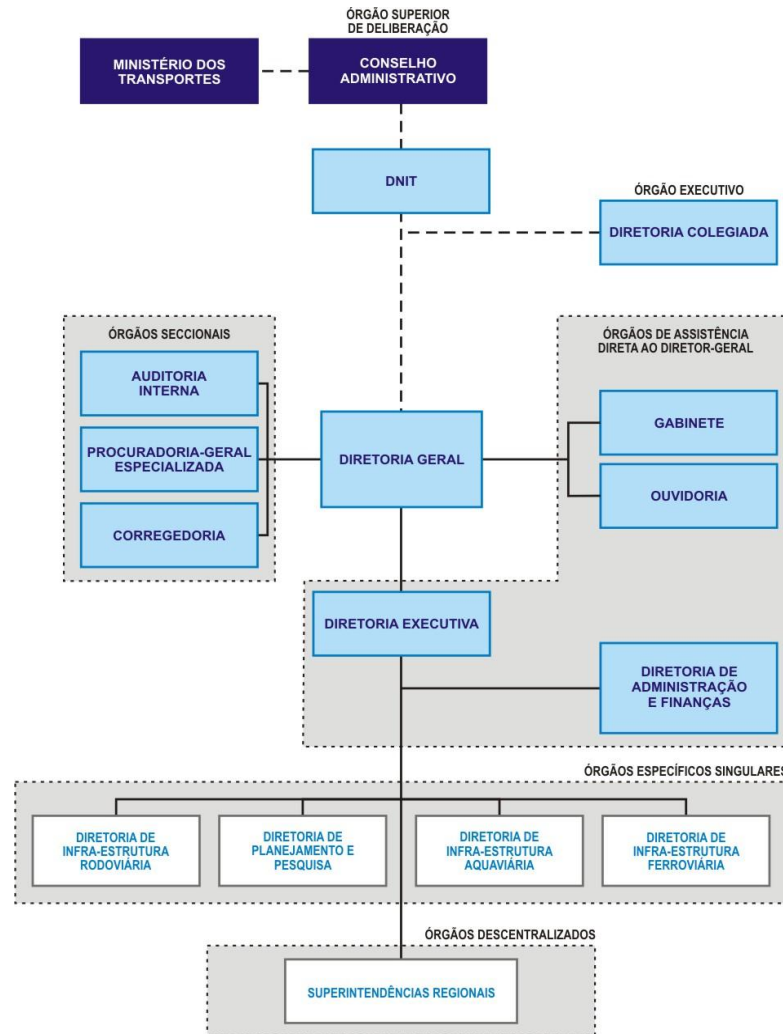 ÓRGÃO SUPERIOR
DE DELIBERAÇÃO
MINISTÉRIO DOS
TRANSPORTES
CONSELHO
ADMINISTRATIVO
DNIT
ÓRGÃO EXECUTIVO
DIRETORIA COLEGIADA
ÓRGÃOS SECCIONAIS
AUDITORIA
INTERNA
PROCURADORIA-GERAL
ESPECIALIZADA
CORREGEDORIA
DIRETORIA GERAL
ÓRGÃOS DE ASSISTÊNCIA
DIRETA AO DIRETOR-GERAL
GABINETE
OUVIDORIA
DIRETORIA EXECUTIVA
DIRETORIA DE
ADMINISTRAÇÃO
E FINANÇAS
ÓRGÃOS ESPECÍFICOS SINGULARES
DIRETORIA DE
INFRA-ESTRUTURA
RODOVIÁRIA
DIRETORIA DE
PLANEJAMENTO E
PESQUISA
DIRETORIA DE
INFRA-ESTRUTURA
AQUAVIÁRIA
DIRETORIA DE
INFRA-ESTRUTURA
FERROVIÁRIA
ÓRGÃOS DESCENTRALIZADOS
SUPERINTENDÊNCIAS REGIONAIS